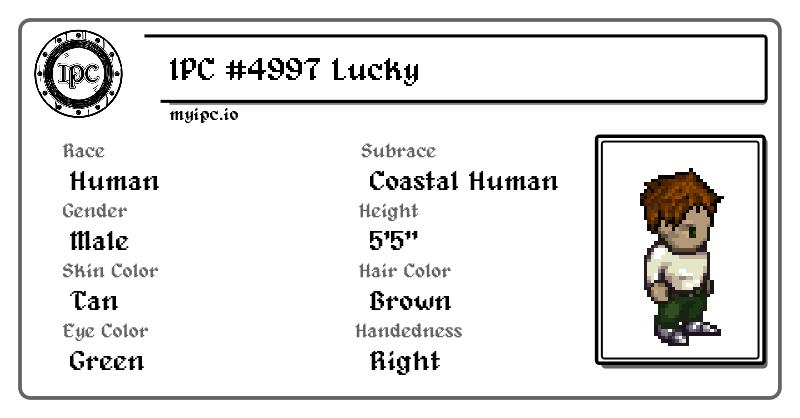 IPC
IPC #4997 Lucky
myipc.io
Race
Subrace
Human
Coastal Human
Gender
Height
Male
5'5"
Skin Color
Hair Color
Tan
Brown
Eye Color
Handedness
Green
Right